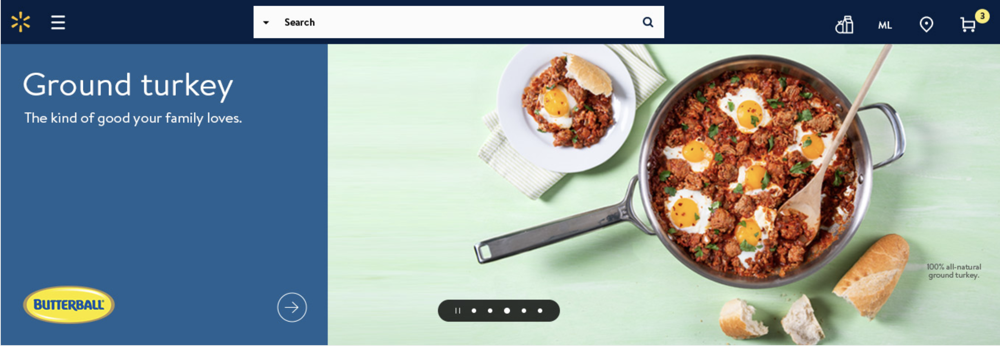 Search
ML
3
Ground turkey
The kind of good your family loves.
BUTTERBALL®
100% all-natural
ground turkey.